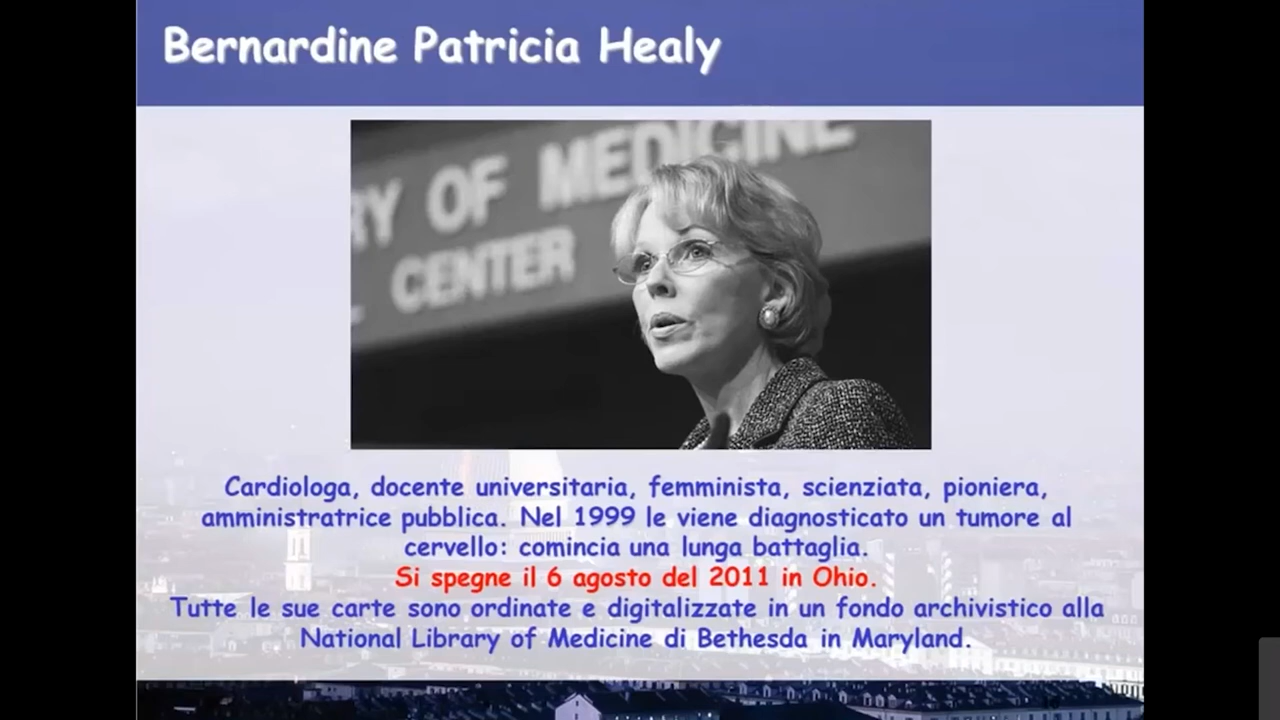 Bernardine Patricia Healy
RY OF MEDICINE
CENTER
Cardiologa, docente universitaria, femminista, scienziata, pioniera,
amministratrice pubblica. Nel 1999 le viene diagnosticato un tumore al
cervello: comincia una lunga battaglia.
Si spegne il 6 agosto del 2011 in Ohio.
Tutte le sue carte sono ordinate e digitalizzate in un fondo archivistico alla
National Library of Medicine di Bethesda in Maryland.